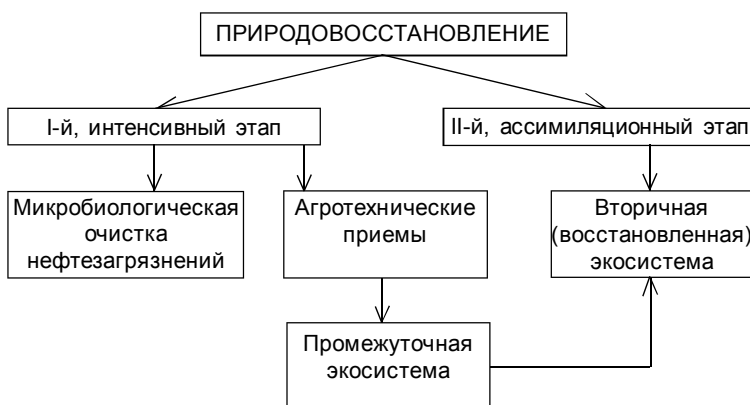 ПРИРОДОВОССТАНОВЛЕНИЕ
I-й, интенсивный этап
II-й, ассимиляционный этап
Микробиологическая
очистка
нефтезагрязнений
Агротехнические
приемы
Вторичная
(восстановленная)
экосистема
Промежуточная
экосистема